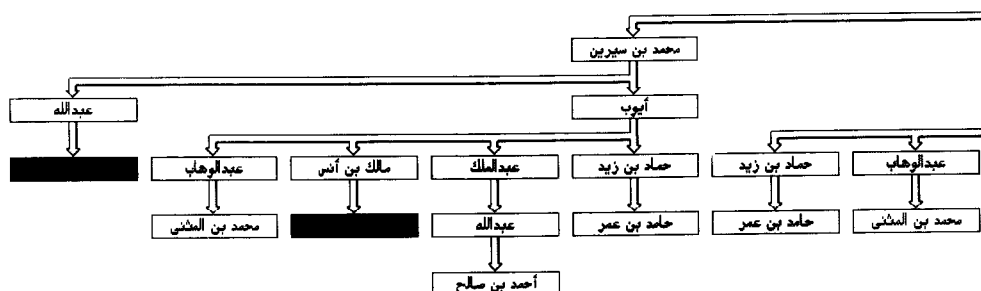 محمد بن سيرين
أيوب
عبدالله
عبدالوهاب
حماد بن زيد
حماد بن زيد
عبدالملك
مالك بن أنس
عبدالوهاب
محمد بن المثنى
حامد بن عمر
حامد بن عمر
عبدالله
محمد بن المثنى
أحمد بن صالح